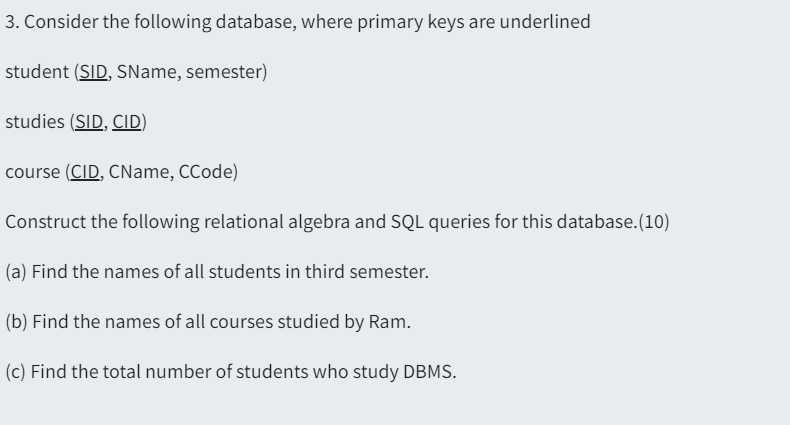 3. Consider the following database, where primary keys are underlined
student (SID, SName, semester)
studies (SID, CID)
course (CID, CName, CCode)
Construct the following relational algebra and SQL queries for this database.(10)
(a) Find the names of all students in third semester.
(b) Find the names of all courses studied by Ram.
(c) Find the total number of students who study DBMS.